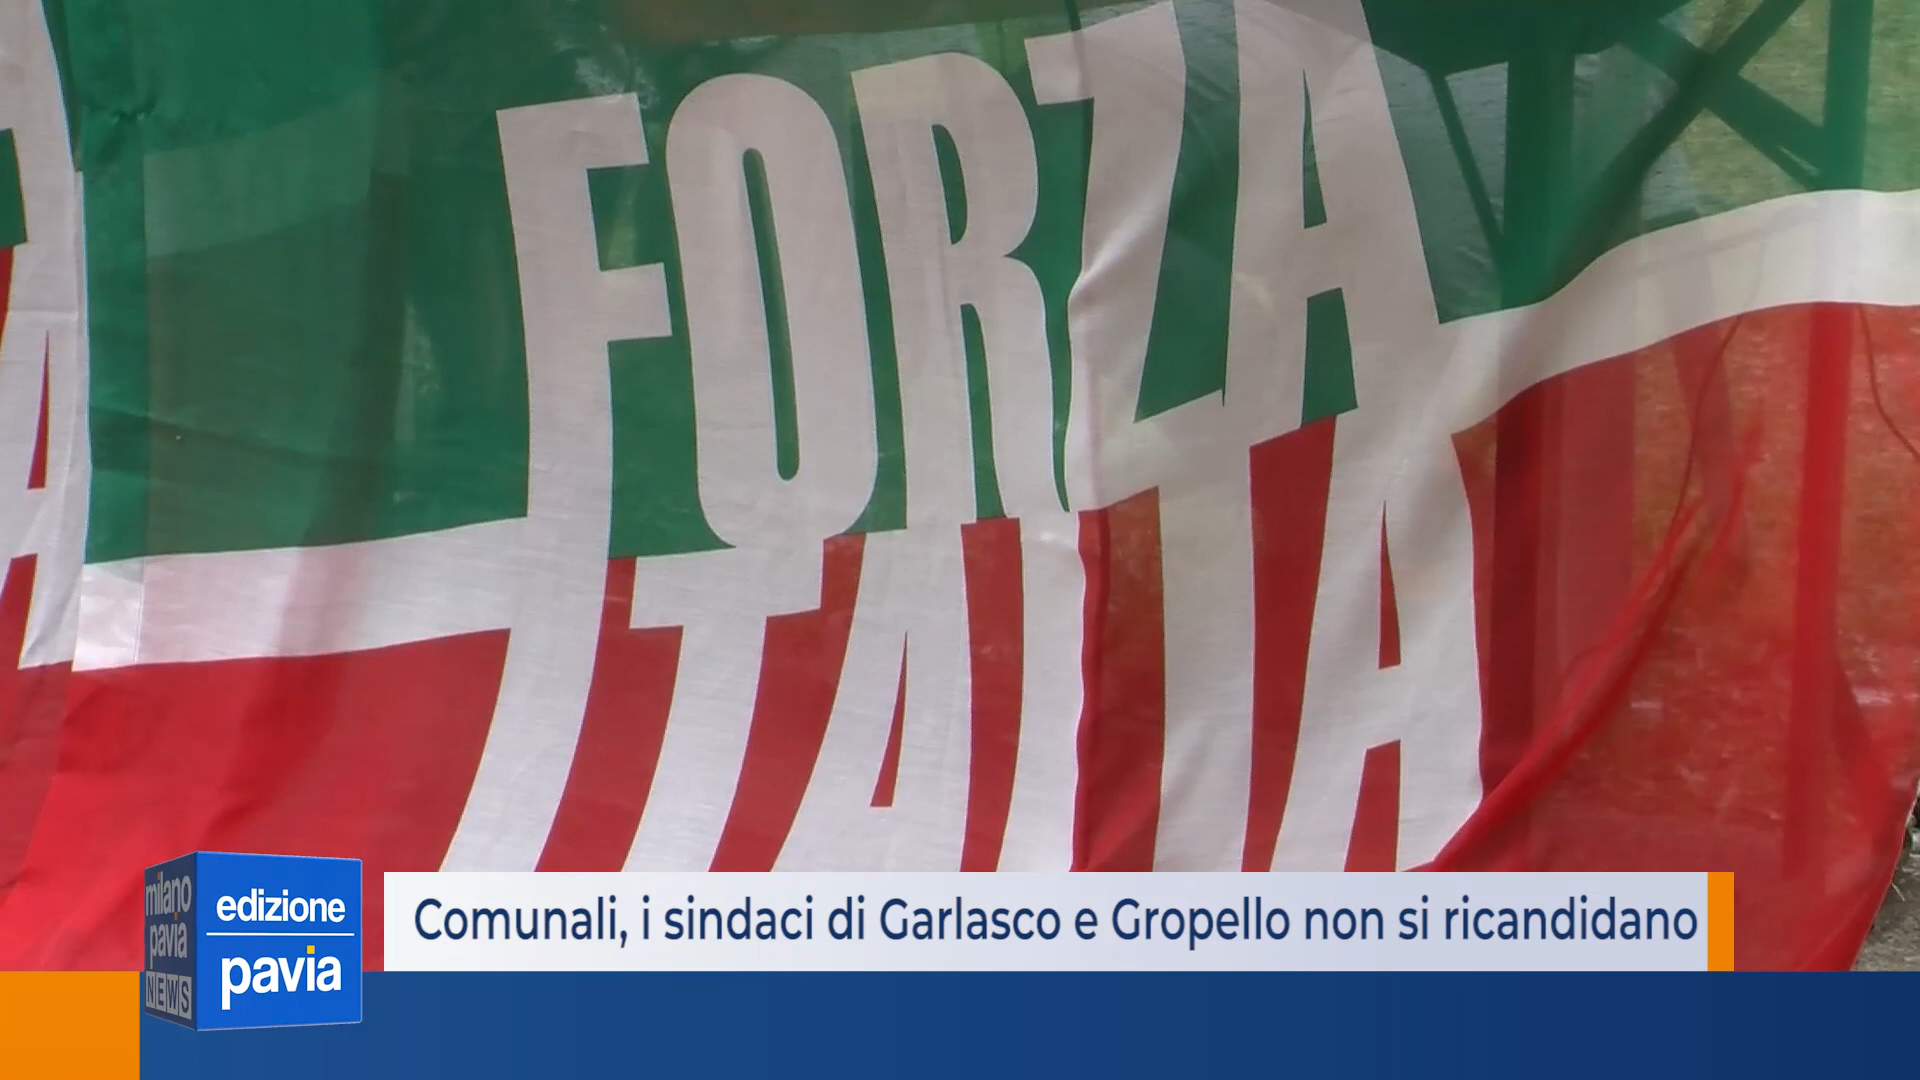 FORZA
ITALIA
Comunali, i sindaci di Garlasco e Gropello non si ricandidano
milano
pavia
NEWS
edizione
pavia